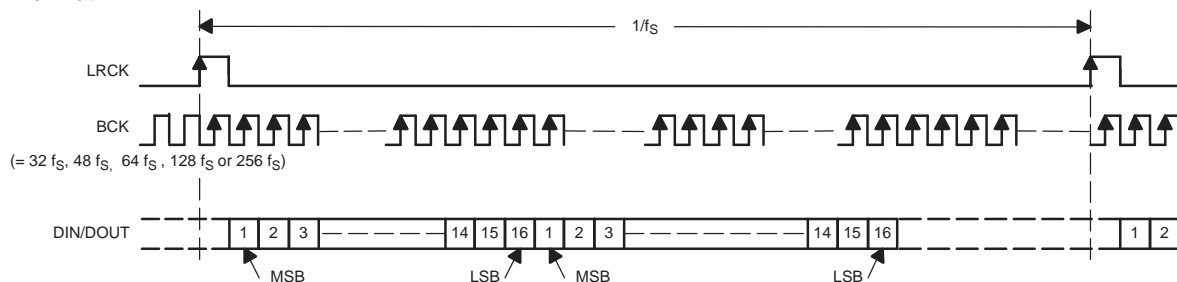 1/fS
LRCK
BCK
(= 32 fS, 48 fS, 64 fS , 128 fS or 256 fS)
DIN/DOUT 1 2 3 14 15 16 1 2 3 14 15 16 1 2
MSB LSB MSB LSB